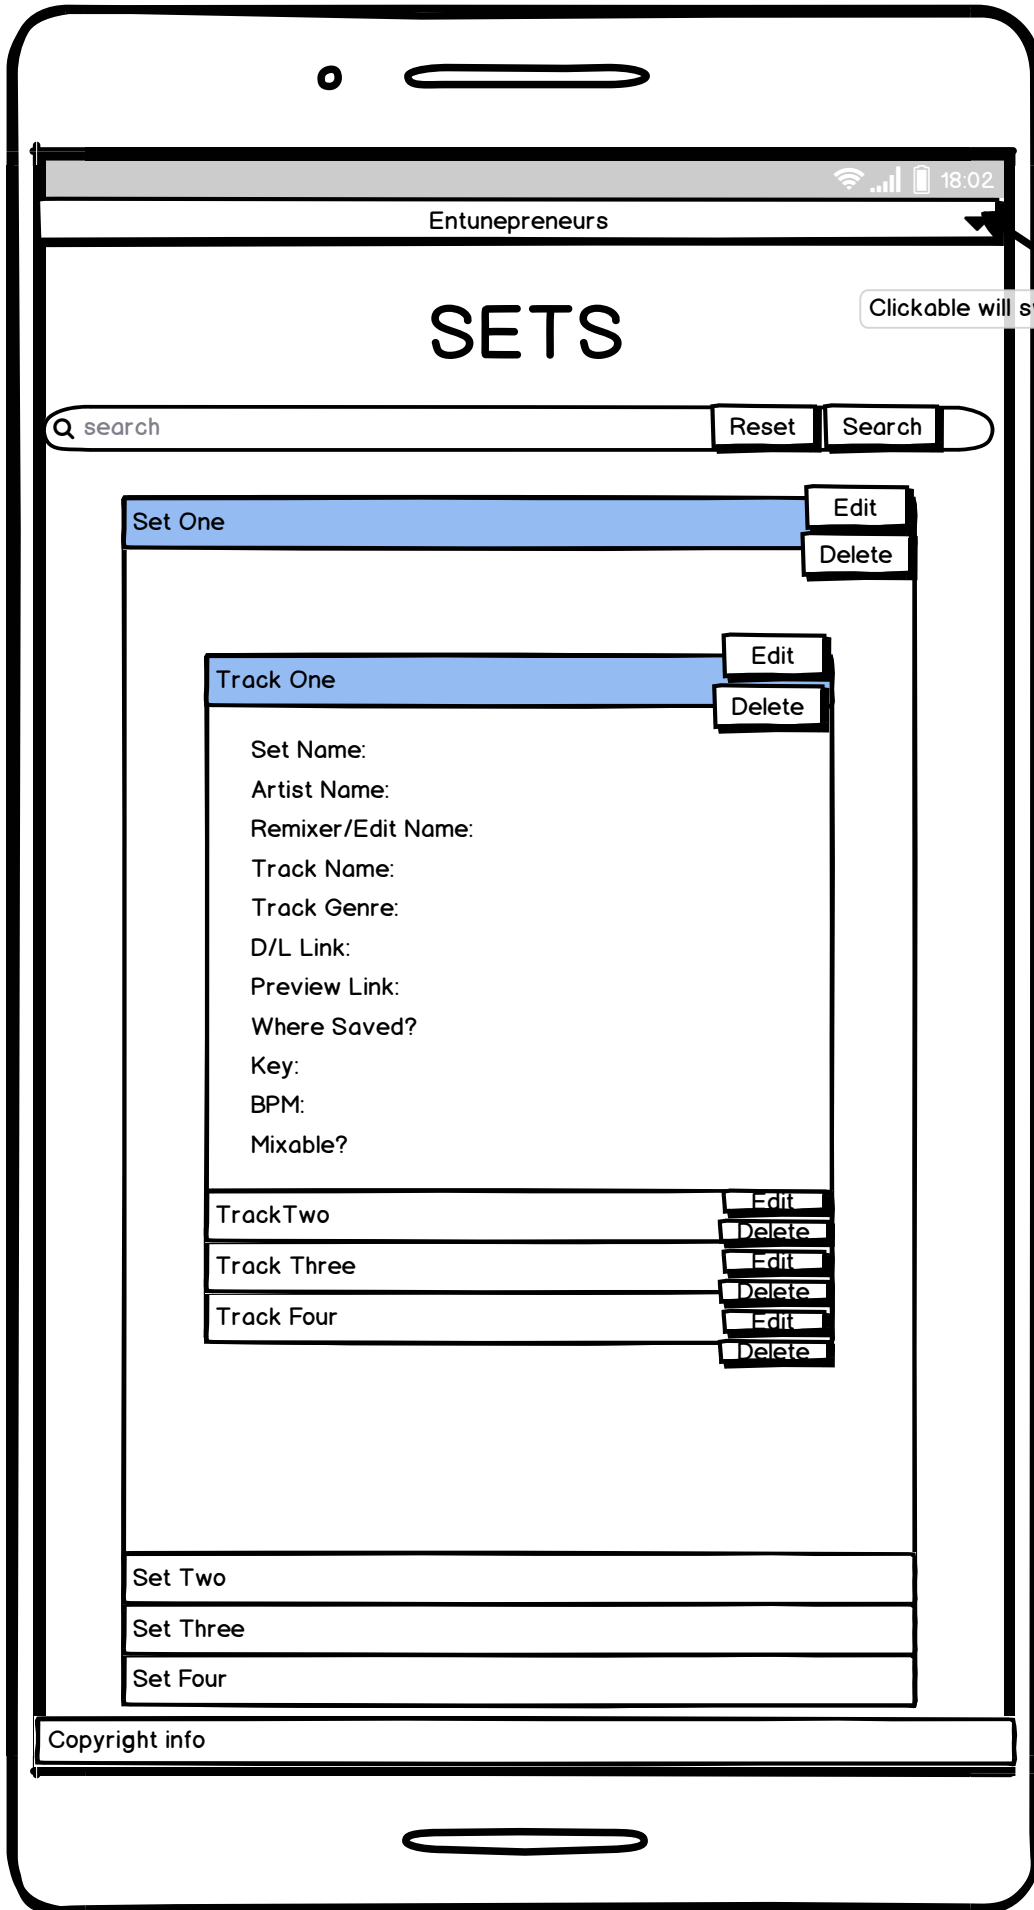 18:02
Entunepreneurs
SETS
Clickable will
search Reset Search
Set One Edit
Delete
Track One Edit
Delete
Set Name:
Artist Name:
Remixer/Edit Name:
Track Name:
Track Genre:
D/L Link:
Preview Link:
Where Saved?
Key:
BPM:
Mixable?
TrackTwo Edit
Delete
Track Three Edit
Delete
Track Four Edit
Delete
Set Two
Set Three
Set Four
Copyright info